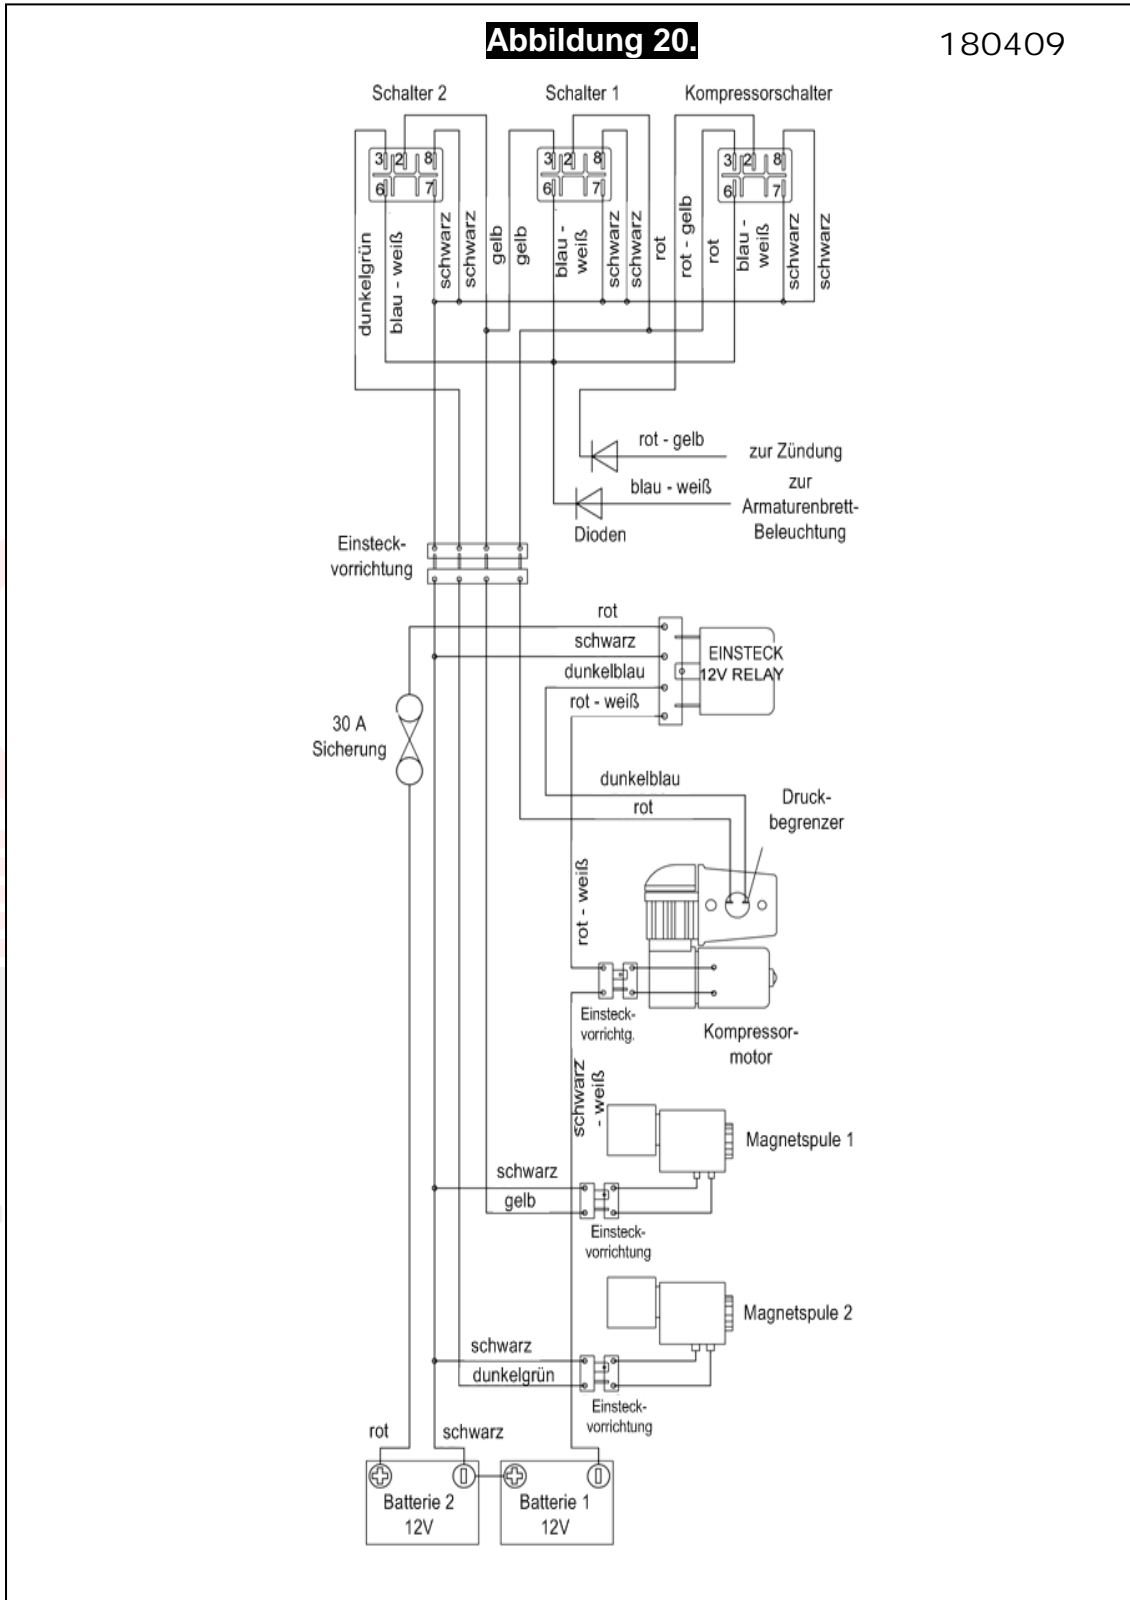 Abbildung 20.
180409
Schalter 2
Schalter 1
Kompressorschalter
3 2 8
6 7
3 2 8
6 7
3 2 8
6 7
dunkelgrün
blau - weiß
schwarz
schwarz
gelb
gelb
blau -
weiß
schwarz
schwarz
rot
rot - gelb
rot
blau -
weiß
schwarz
schwarz
rot - gelb
zur Zündung
blau - weiß
zur
Armaturenbrett-
Beleuchtung
Dioden
Einsteck-
vorrichtung
rot
schwarz
dunkelblau
rot - weiß
EINSTECK
12V RELAY
30 A
Sicherung
dunkelblau
rot
Druck-
begrenzer
rot - weiß
Einsteck-
vorrichtg.
Kompressor-
motor
schwarz
- weiß
Magnetspule 1
schwarz
gelb
Einsteck-
vorrichtung
Magnetspule 2
schwarz
dunkelgrün
Einsteck-
vorrichtung
rot
schwarz
Batterie 2
12V
Batterie 1
12V